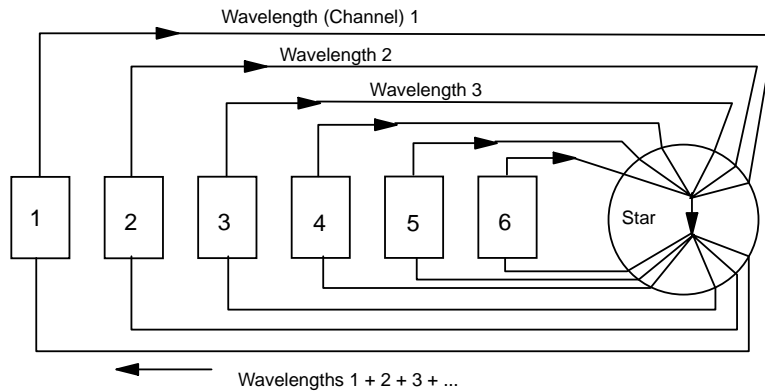 Wavelength (Channel) 1
Wavelength 2
Wavelength 3
1
2
3
4
5
6
Star
Wavelengths 1 + 2 + 3 + ...